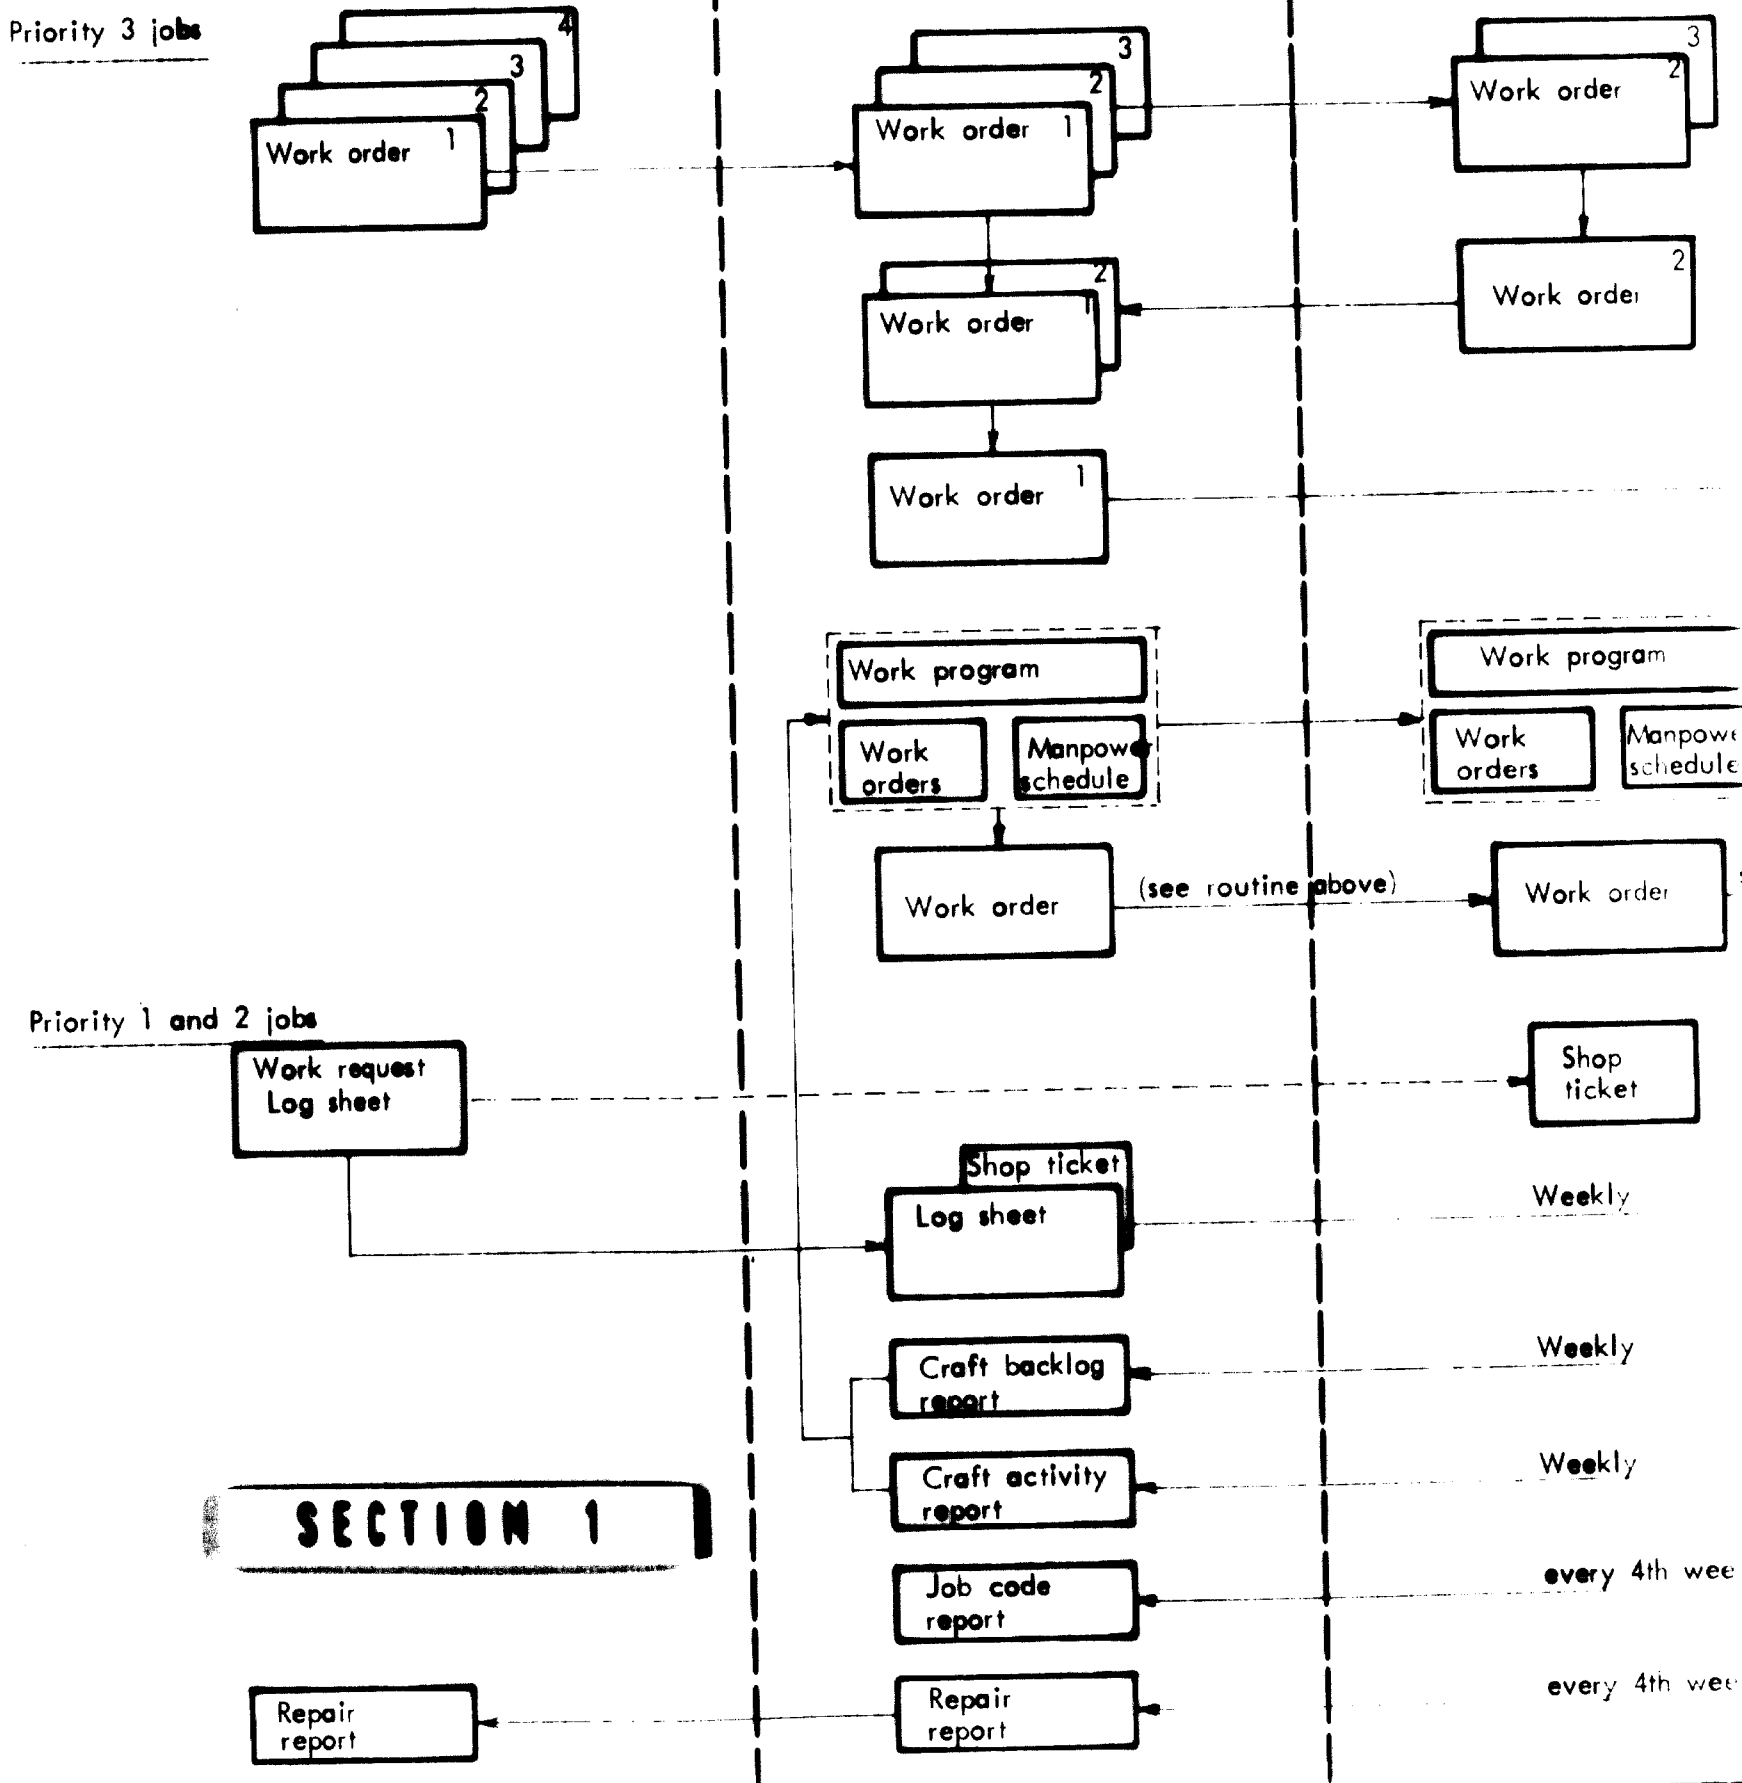 Priority 3 jobs
4
3
2
Work order 1
3
2
Work order 1
3
2
Work order
2
Work order
1
Work order
2
Work order
1
Work order
Work program
Work
orders
Manpower
schedule
Work program
Work
orders
Manpowe
schedule
Work order
(see routine above)
Work order
Priority 1 and 2 jobs
Work request
Log sheet
Shop
ticket
Shop ticket
Log sheet
Weekly
Craft backlog
report
Weekly
Craft activity
report
Weekly
SECTION 1
Job code
report
every 4th wee
Repair
report
Repair
report
every 4th wee